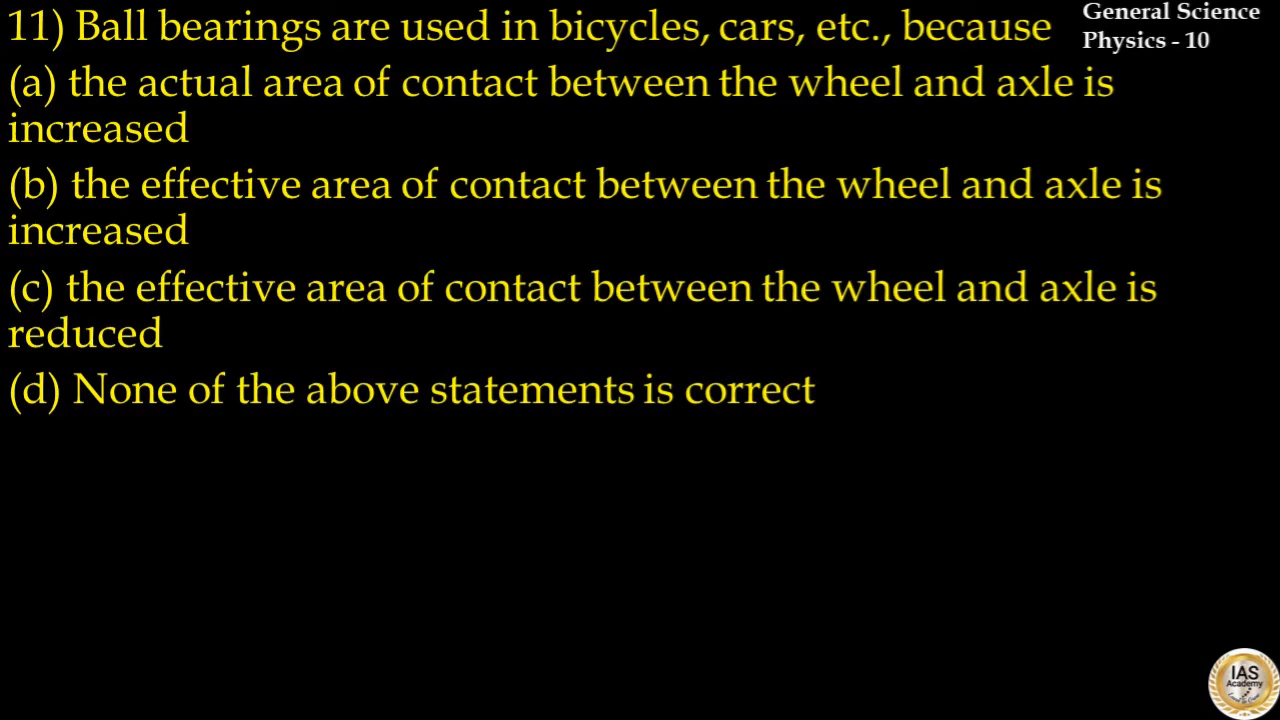 11) Ball bearings are used in bicycles, cars, etc., because
General Science
Physics - 10
(a) the actual area of contact between the wheel and axle is
increased
(b) the effective area of contact between the wheel and axle is
increased
(c) the effective area of contact between the wheel and axle is
reduced
(d) None of the above statements is correct
IAS
Academy